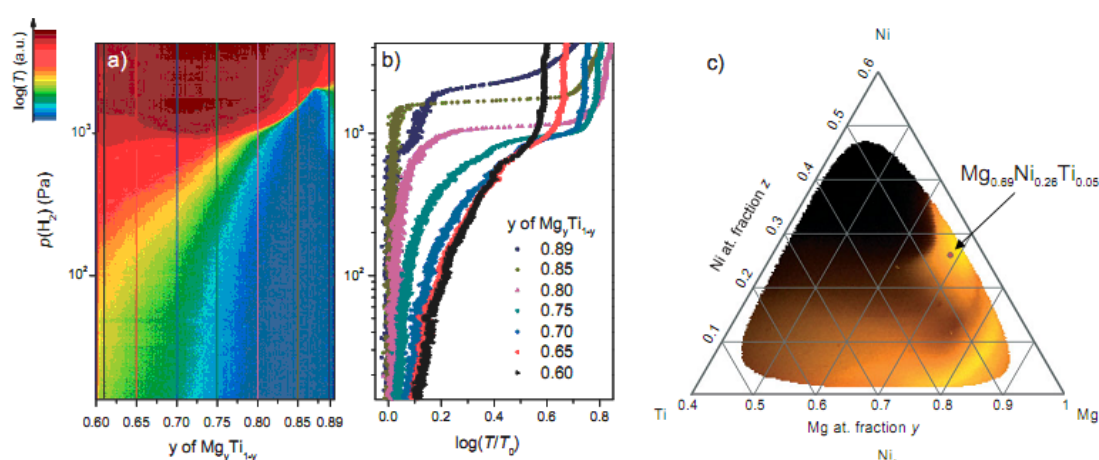 log(T) (a.u.)
a)
p(H₂) (Pa)
10³
10²
0.60 0.65 0.70 0.75 0.80 0.85 0.89
y of MgyTi1-y
b)
10³
10²
y of MgyTi1-y
0.89
0.85
0.80
0.75
0.70
0.65
0.60
0.0 0.2 0.4 0.6 0.8
log(T/T₀)
c)
Ni
0.6
0.5
0.4
0.3
0.2
0.1
Ni at. fraction z
Mg0.69Ni0.26Ti0.05
Ti
0.4 0.5 0.6 0.7 0.8 0.9 1
Mg
Mg at. fraction y
Ni.